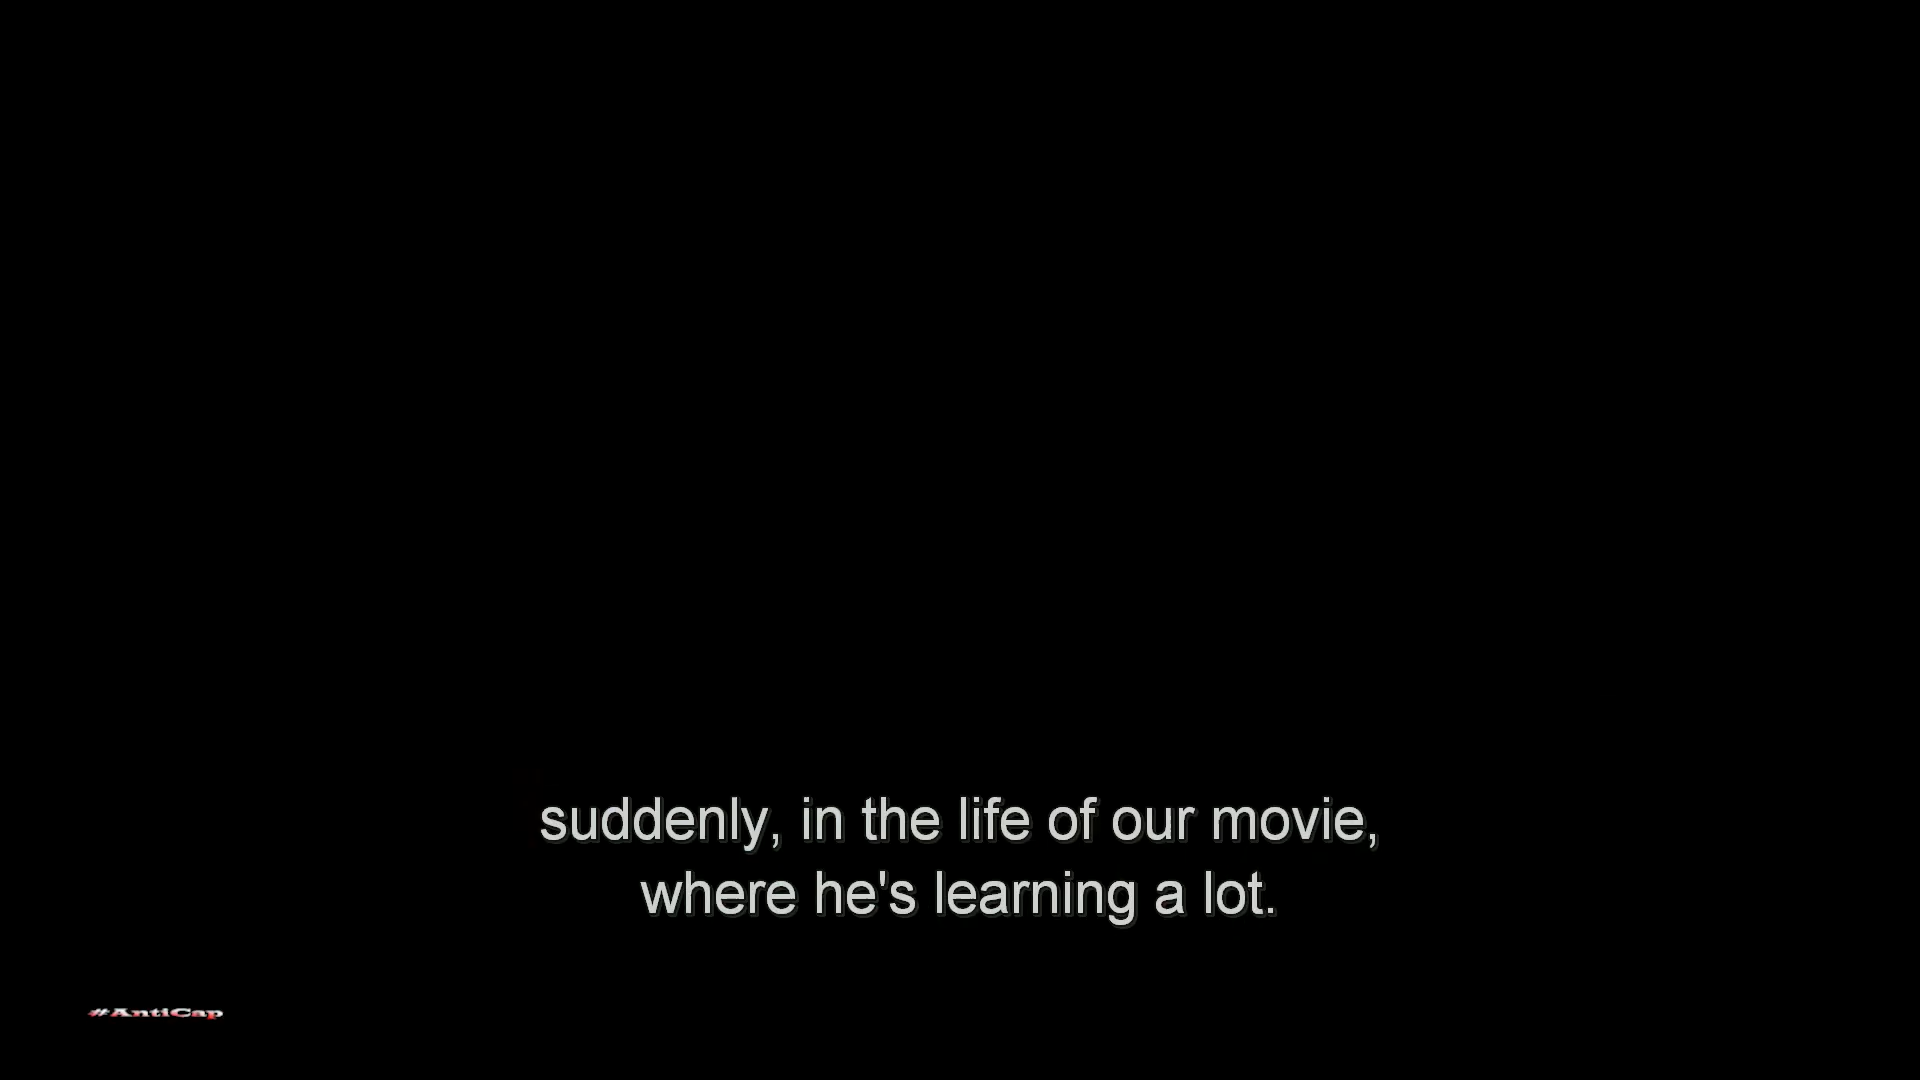 suddenly, in the life of our movie,
where he's learning a lot.
#AntiCap